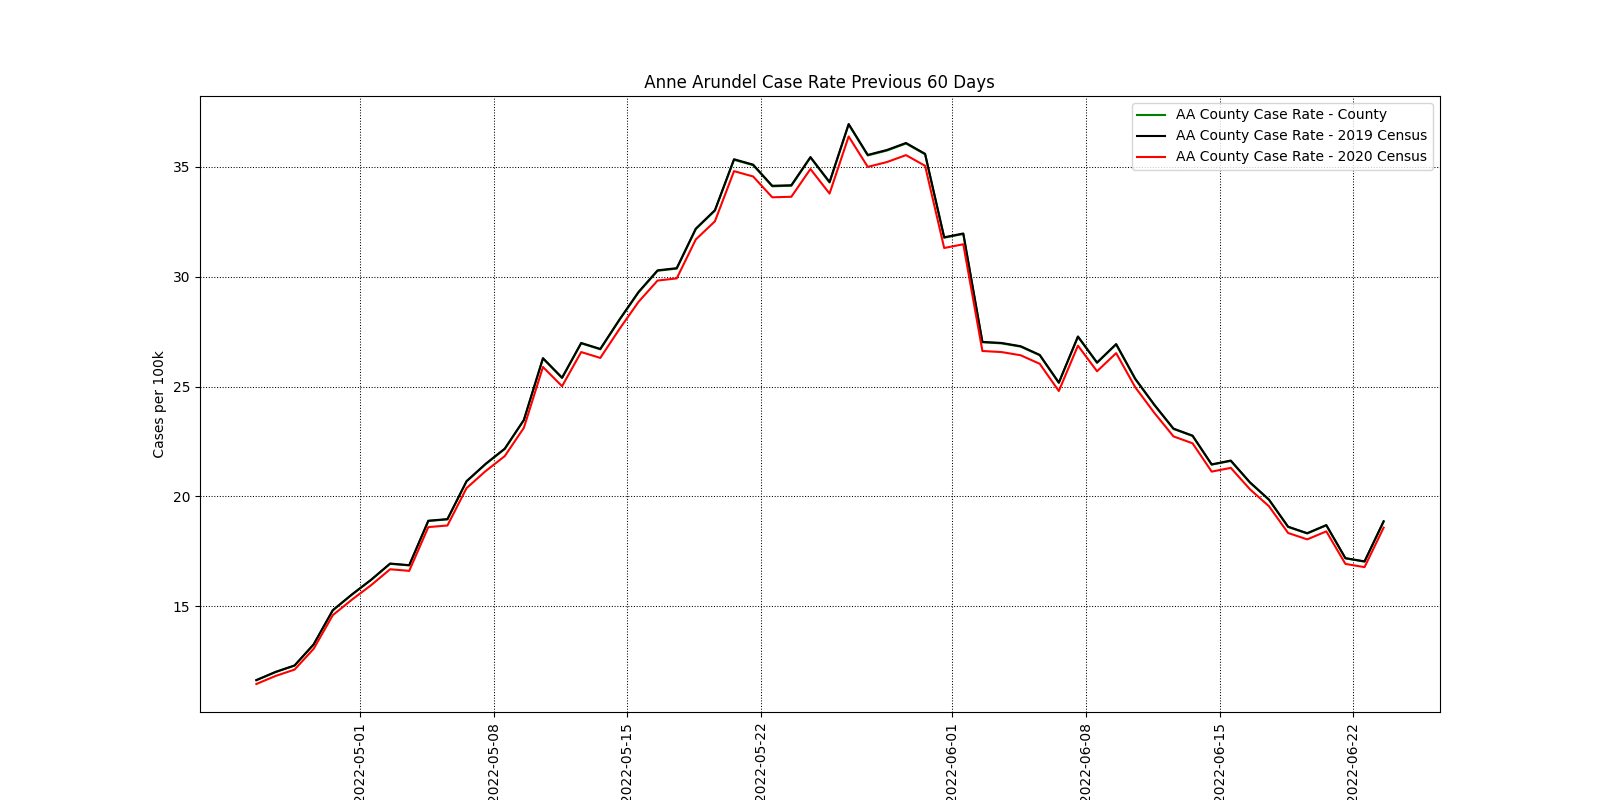 Anne Arundel Case Rate Previous 60 Days
AA County Case Rate - County
AA County Case Rate - 2019 Census
AA County Case Rate - 2020 Census
Cases per 100k
35
30
25
20
15
2022-05-01
2022-05-08
2022-05-15
2022-05-22
2022-06-01
2022-06-08
2022-06-15
2022-06-22